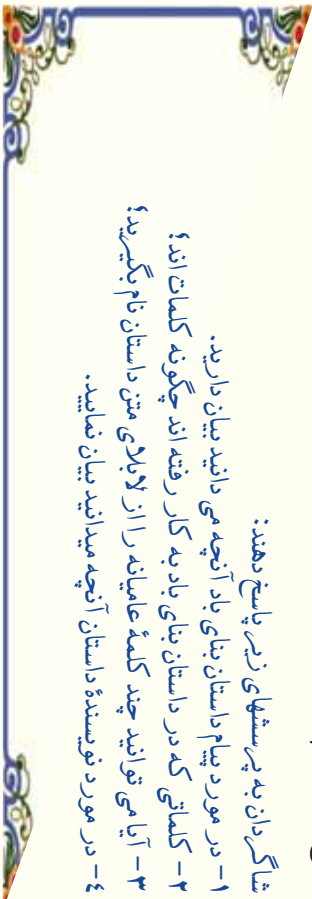 شاگردان به پرسشهای زیر پاسخ دهند:
۱- در مورد پیام داستان بنای باد آنچه می دانید بیان دارید.
۲- کلماتی که در داستان بنای باد به کار رفته اند چگونه کلمات اند؟
۳- آیا می توانید چند کلمهٔ عامیانه را از لابلای متن داستان نام بگیرید؟
٤- در مورد نویسندهٔ داستان آنچه میدانید بیان نمایید.